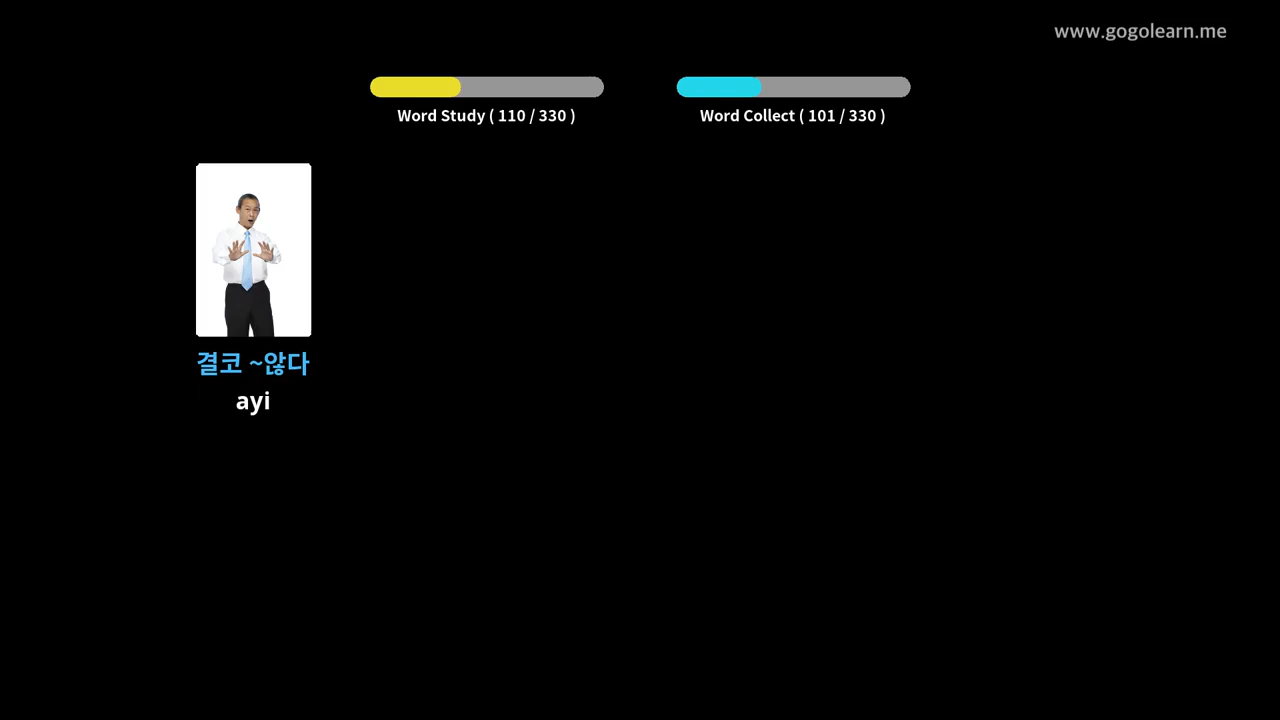 www.gogolearn.me
Word Study ( 110 / 330 )
Word Collect ( 101 / 330 )
결코 ~않다
ayi